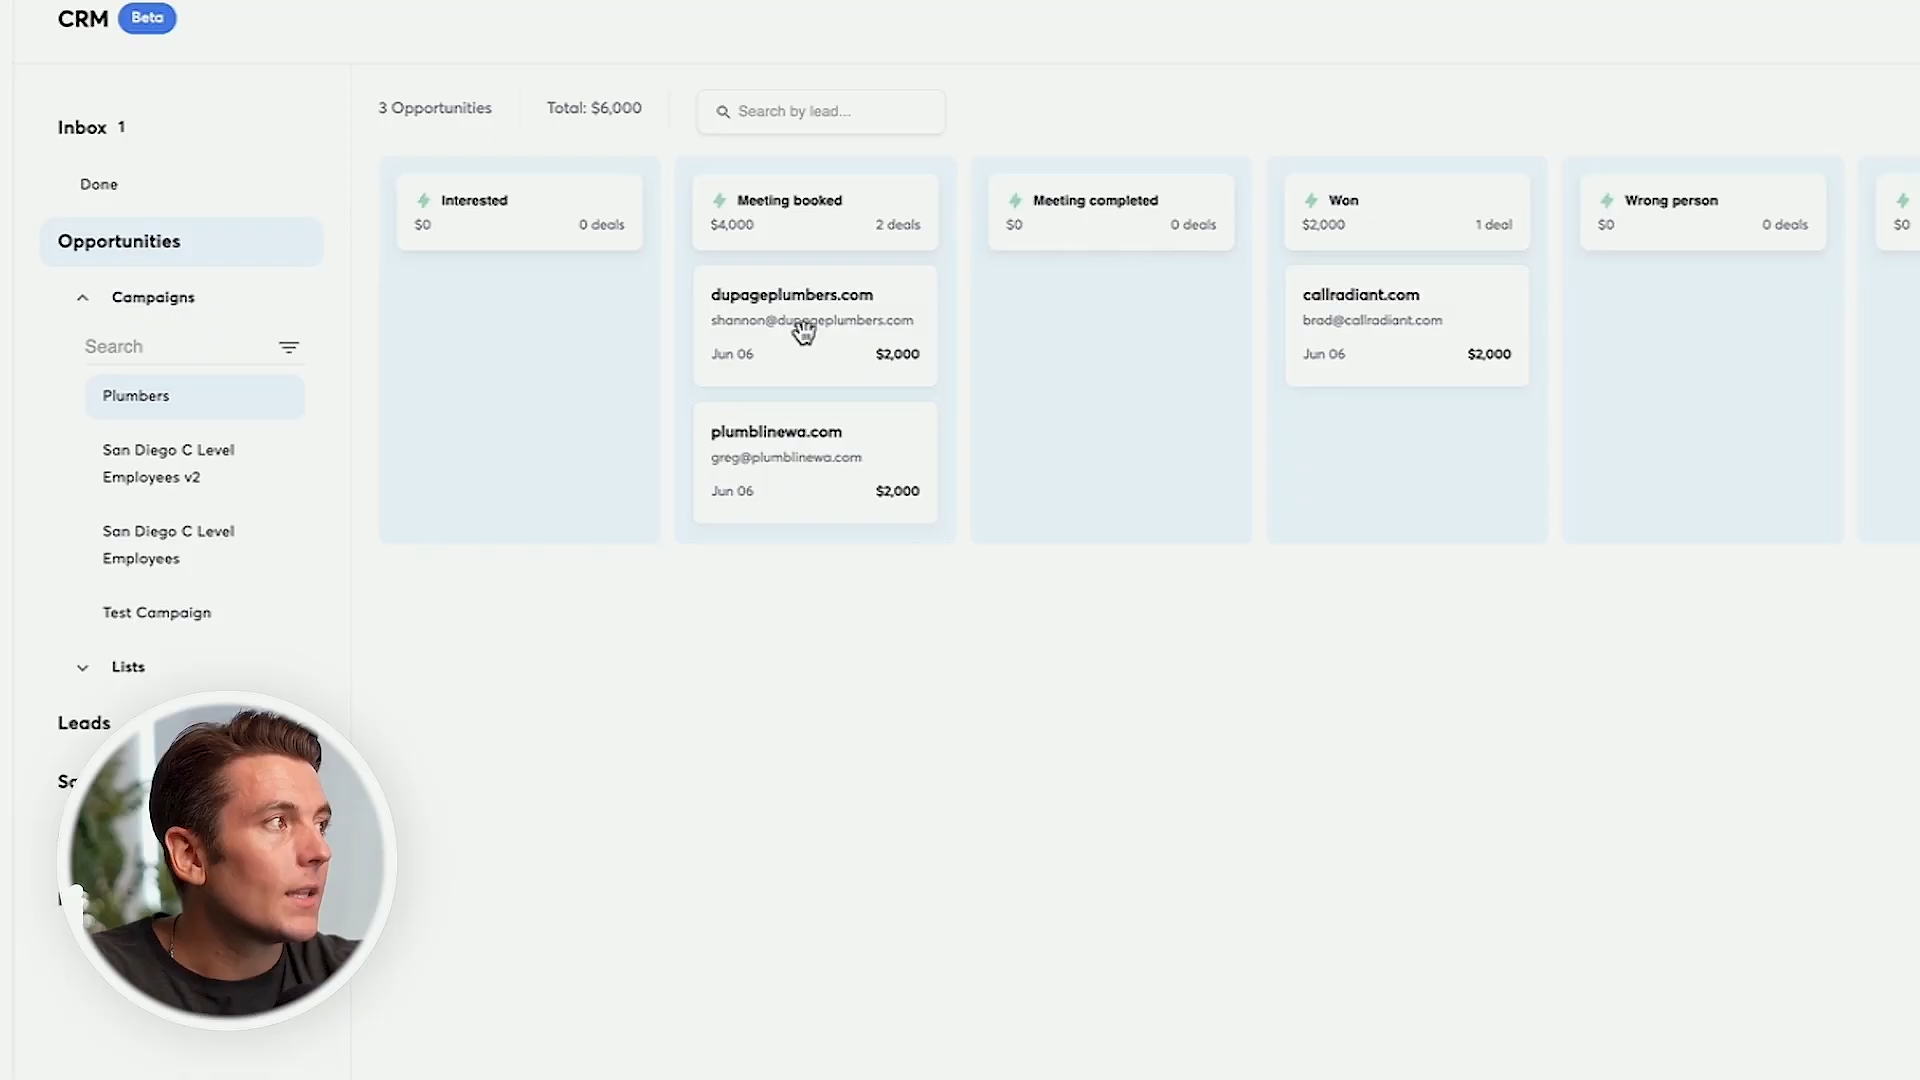 CRM Beta
Inbox 1
Done
Opportunities
Campaigns
Search
Plumbers
San Diego C Level
Employees v2
San Diego C Level
Employees
Test Campaign
Lists
Leads
3 Opportunities
Total: $6,000
Search by lead...
Interested
$0 0 deals
Meeting booked
$4,000 2 deals
dupageplumbers.com
shannon@dupageplumbers.com
Jun 06 $2,000
plumblinewa.com
greg@plumblinewa.com
Jun 06 $2,000
Meeting completed
$0 0 deals
Won
$2,000 1 deal
callradiant.com
brad@callradiant.com
Jun 06 $2,000
Wrong person
$0 0 deals
$0